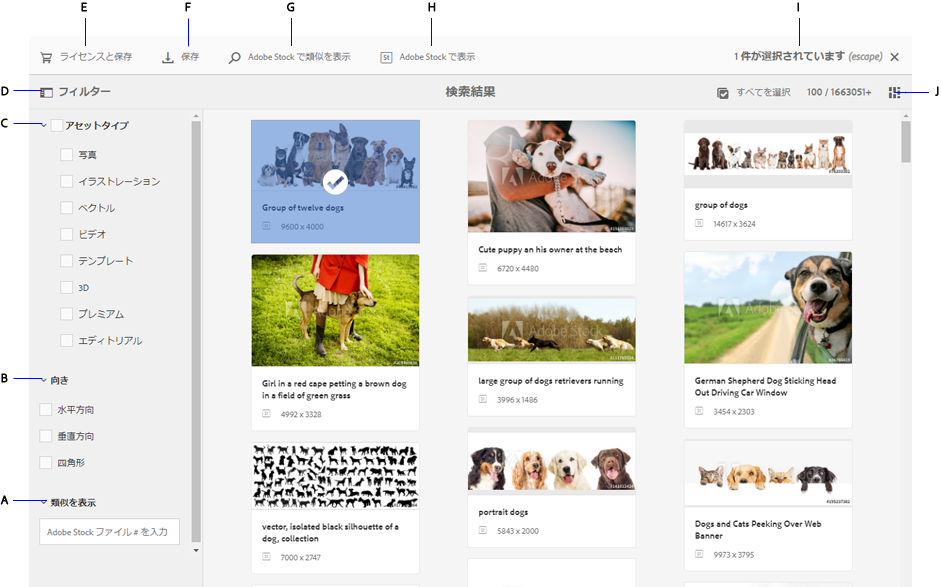 E
F
G
H
I
ライセンスと保存
保存
Adobe Stock で類似を表示
St
Adobe Stock で表示
1 件が選択されています (escape)
D
フィルター
検索結果
すべてを選択
100 / 1663051+
J
C
アセットタイプ
写真
イラストレーション
ベクトル
ビデオ
テンプレート
3D
プレミアム
エディトリアル
B
向き
水平方向
垂直方向
四角形
A
類似を表示
Adobe Stock ファイル # を入力
Group of twelve dogs
9600 x 4000
Girl in a red cape petting a brown dog
in a field of green grass
4992 x 3328
vector, isolated black silhouette of a
dog, collection
7000 x 2747
Cute puppy an his owner at the beach
6720 x 4480
Adobe Stock
large group of dogs retrievers running
3996 x 1486
portrait dogs
5843 x 2000
group of dogs
14617 x 3624
German Shepherd Dog Sticking Head
Out Driving Car Window
3454 x 2303
Dogs and Cats Peeking Over Web
Banner
9973 x 3795